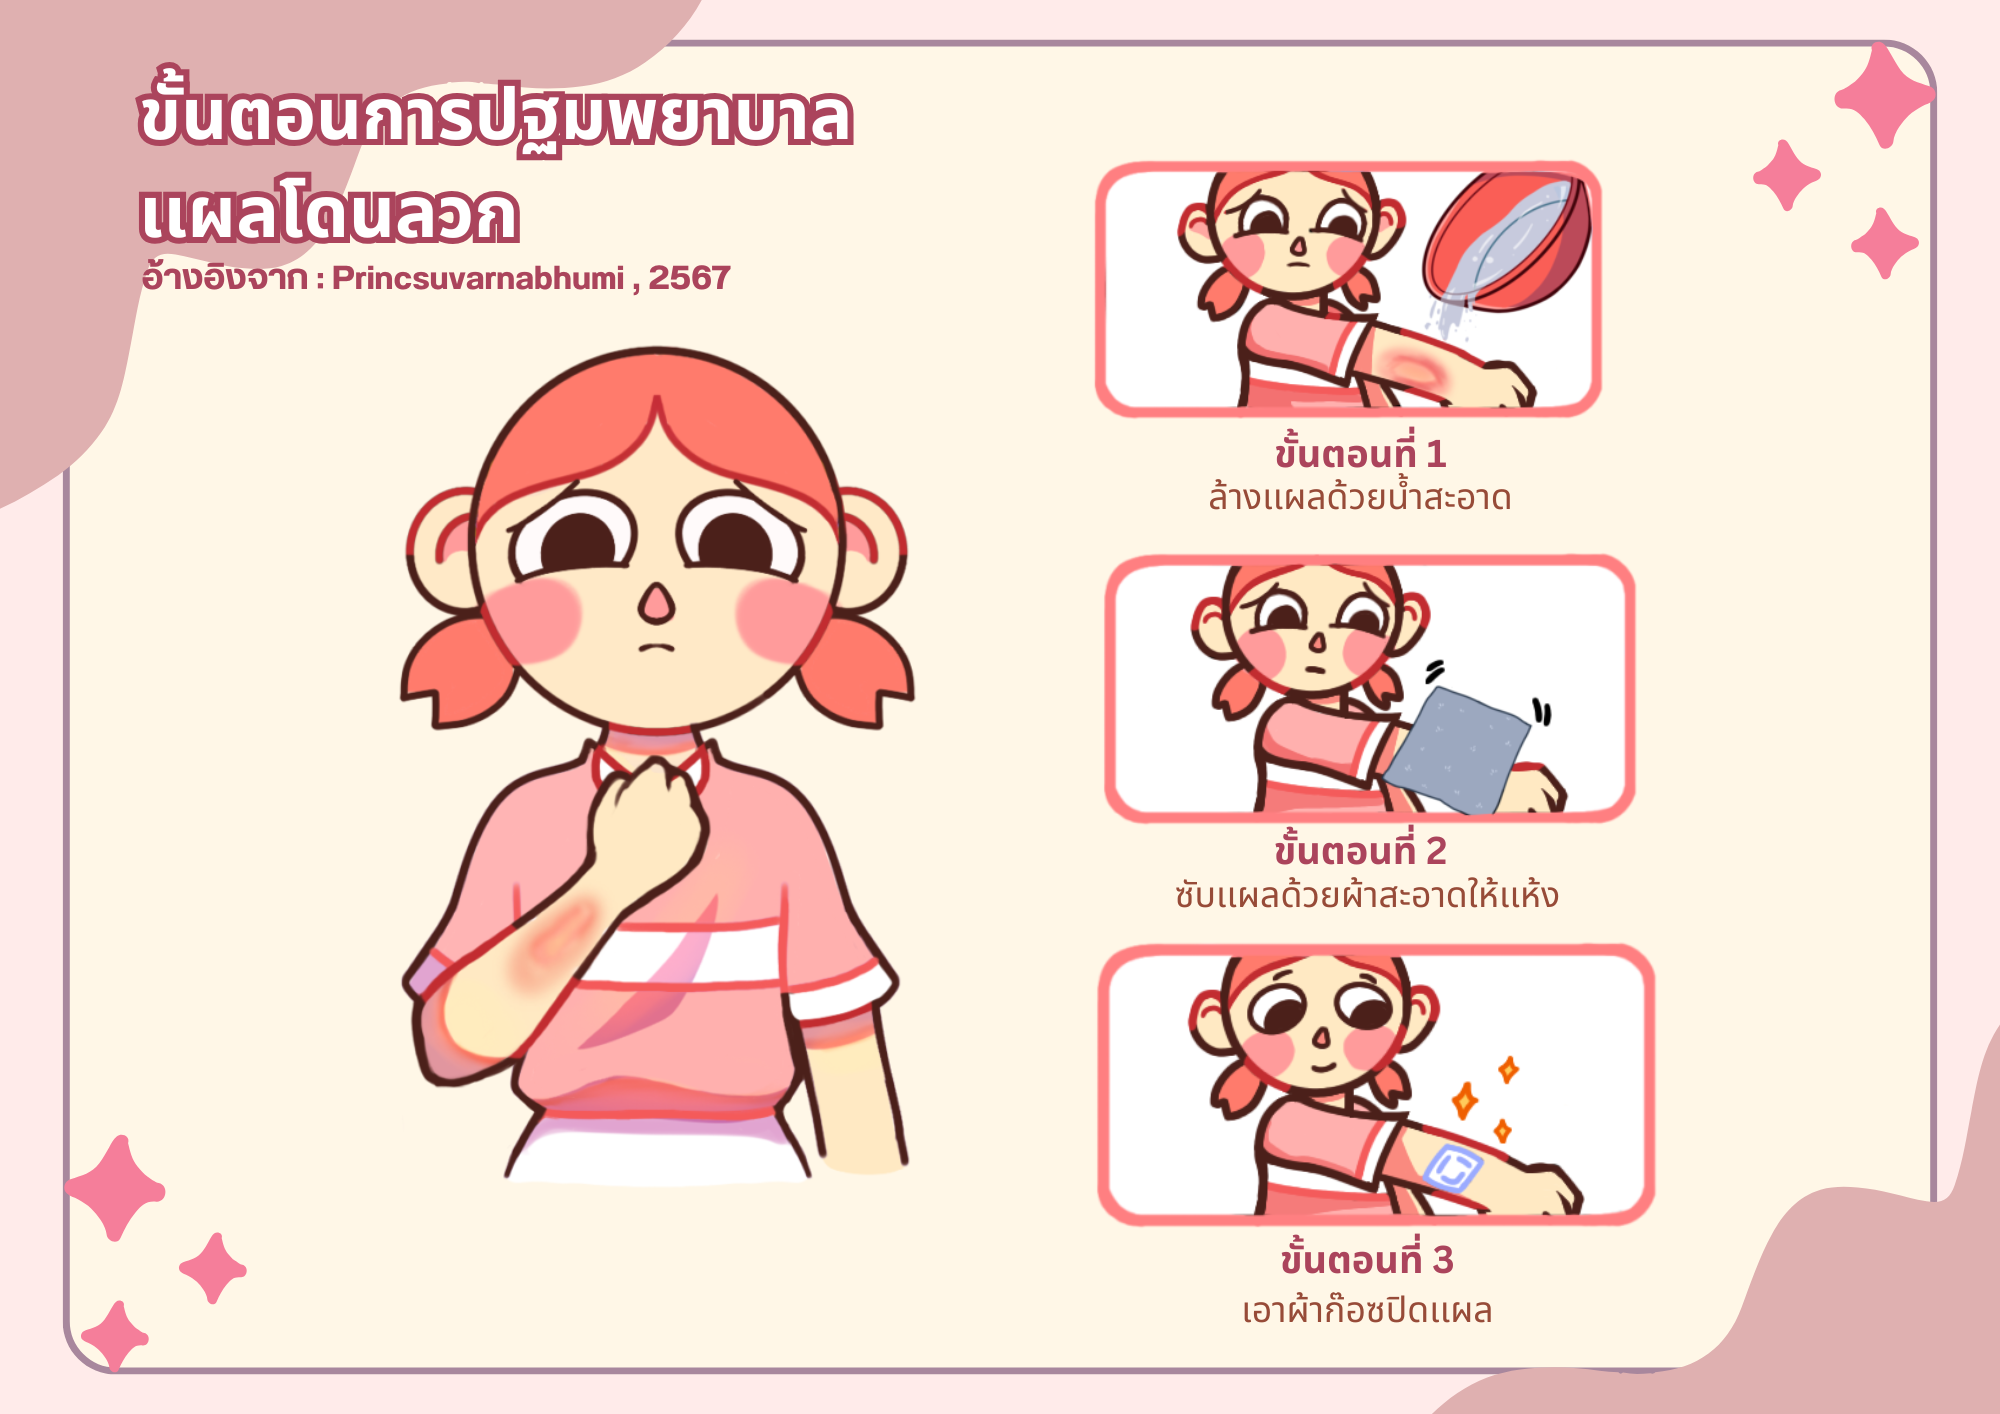 ขั้นตอนการปฐมพยาบาล
แผลโดนลวก
อ้างอิงจาก : Princsuvarnabhumi , 2567
ขั้นตอนที่ 1
ล้างแผลด้วยน้ำสะอาด
ขั้นตอนที่ 2
ซับแผลด้วยผ้าสะอาดให้แห้ง
ขั้นตอนที่ 3
เอาผ้าก๊อซปิดแผล